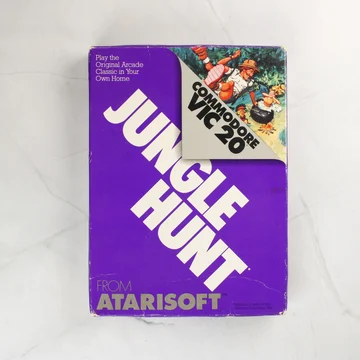 Play the
Original Arcade
Classic in Your
Own Home
COMMODORE
VIC 20
JUNGLE
HUNT
FROM
ATARISOFT